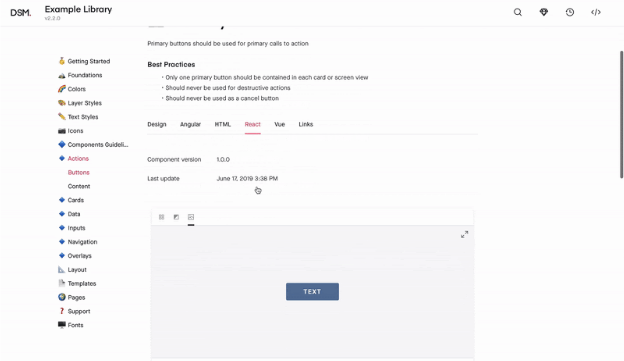 DSM.
Example Library
v2.2.0
Getting Started
Foundations
Colors
Layer Styles
Text Styles
Icons
Components Guideli...
Actions
Buttons
Content
Cards
Data
Inputs
Navigation
Overlays
Layout
Templates
Pages
Support
Fonts
Primary buttons should be used for primary calls to action
Best Practices
• Only one primary button should be contained in each card or screen view
• Should never be used for destructive actions
• Should never be used as a cancel button
Design Angular HTML React Vue Links
Component version 1.0.0
Last update June 17, 2019 3:38 PM
TEXT